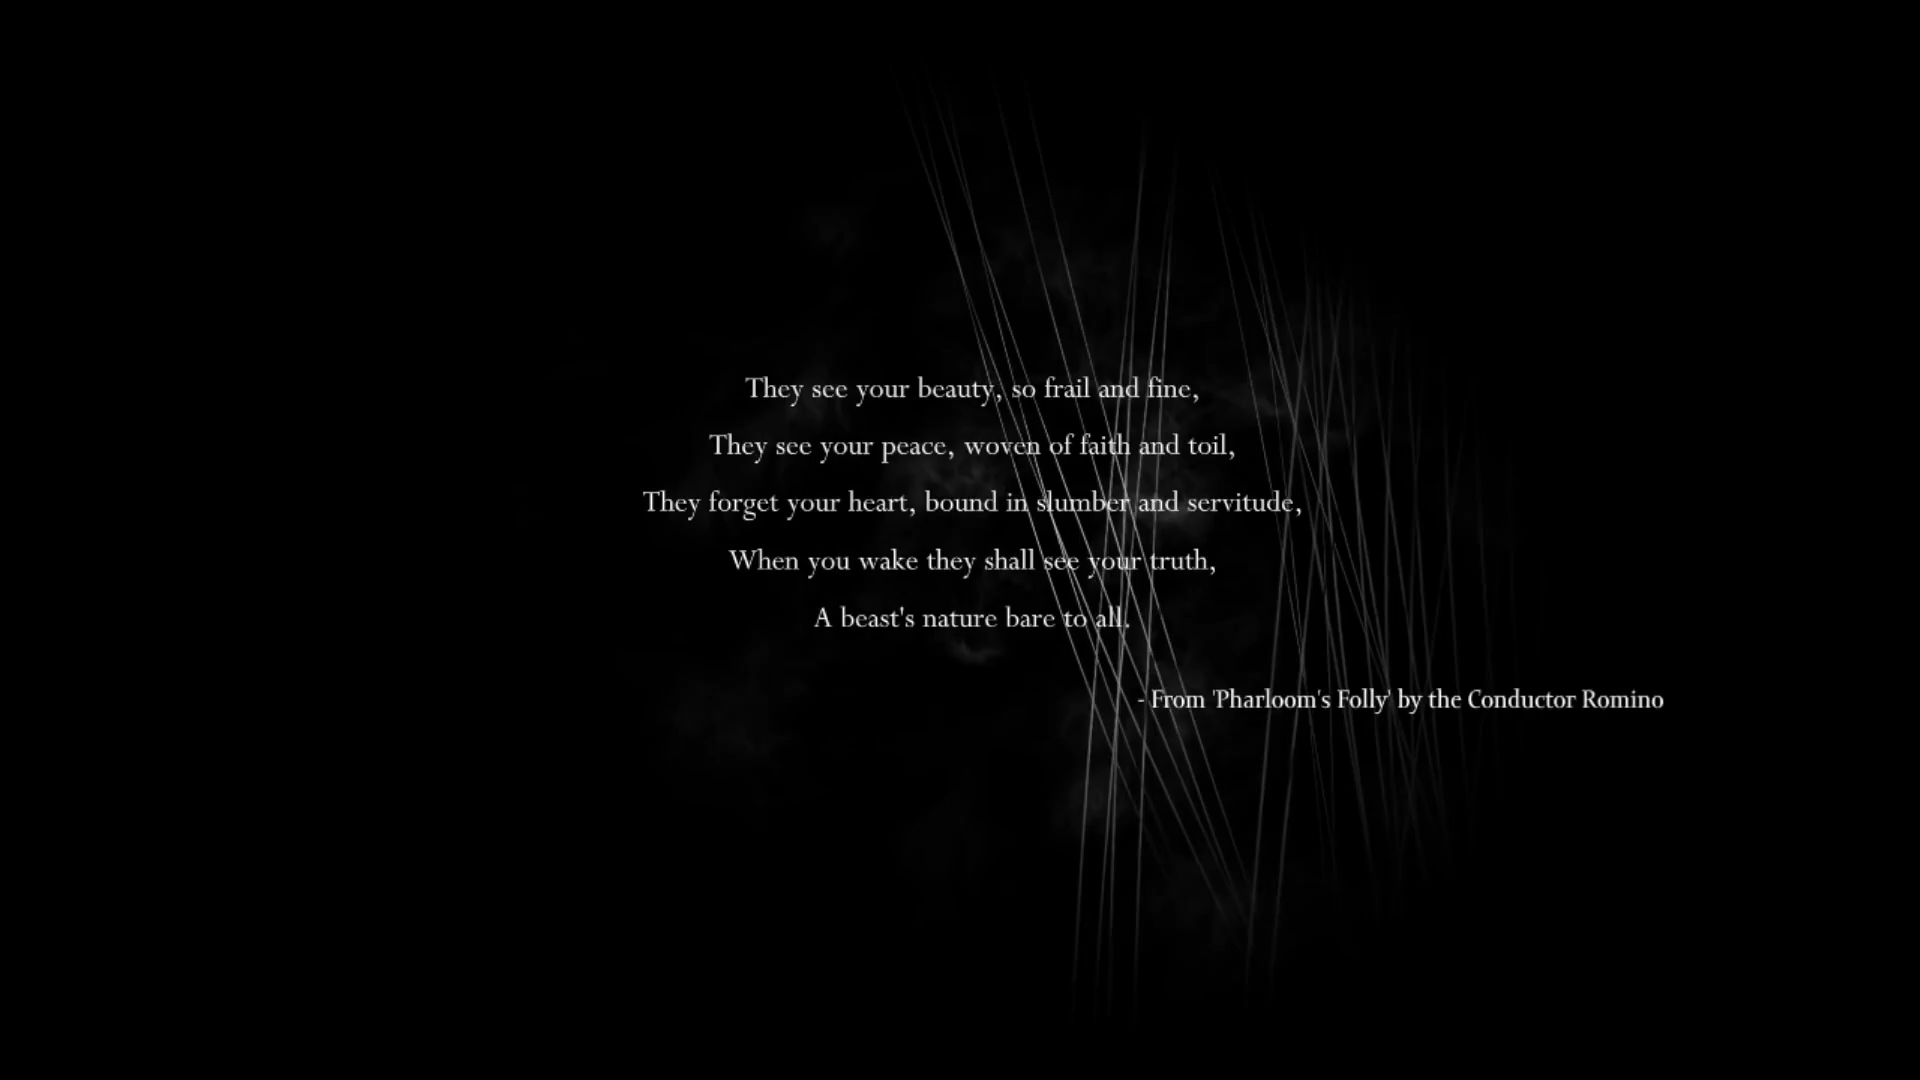 They see your beauty, so frail and fine,
They see your peace, woven of faith and toil,
They forget your heart, bound in slumber and servitude,
When you wake they shall see your truth,
A beast's nature bare to all.
- From 'Pharloom's Folly' by the Conductor Romino